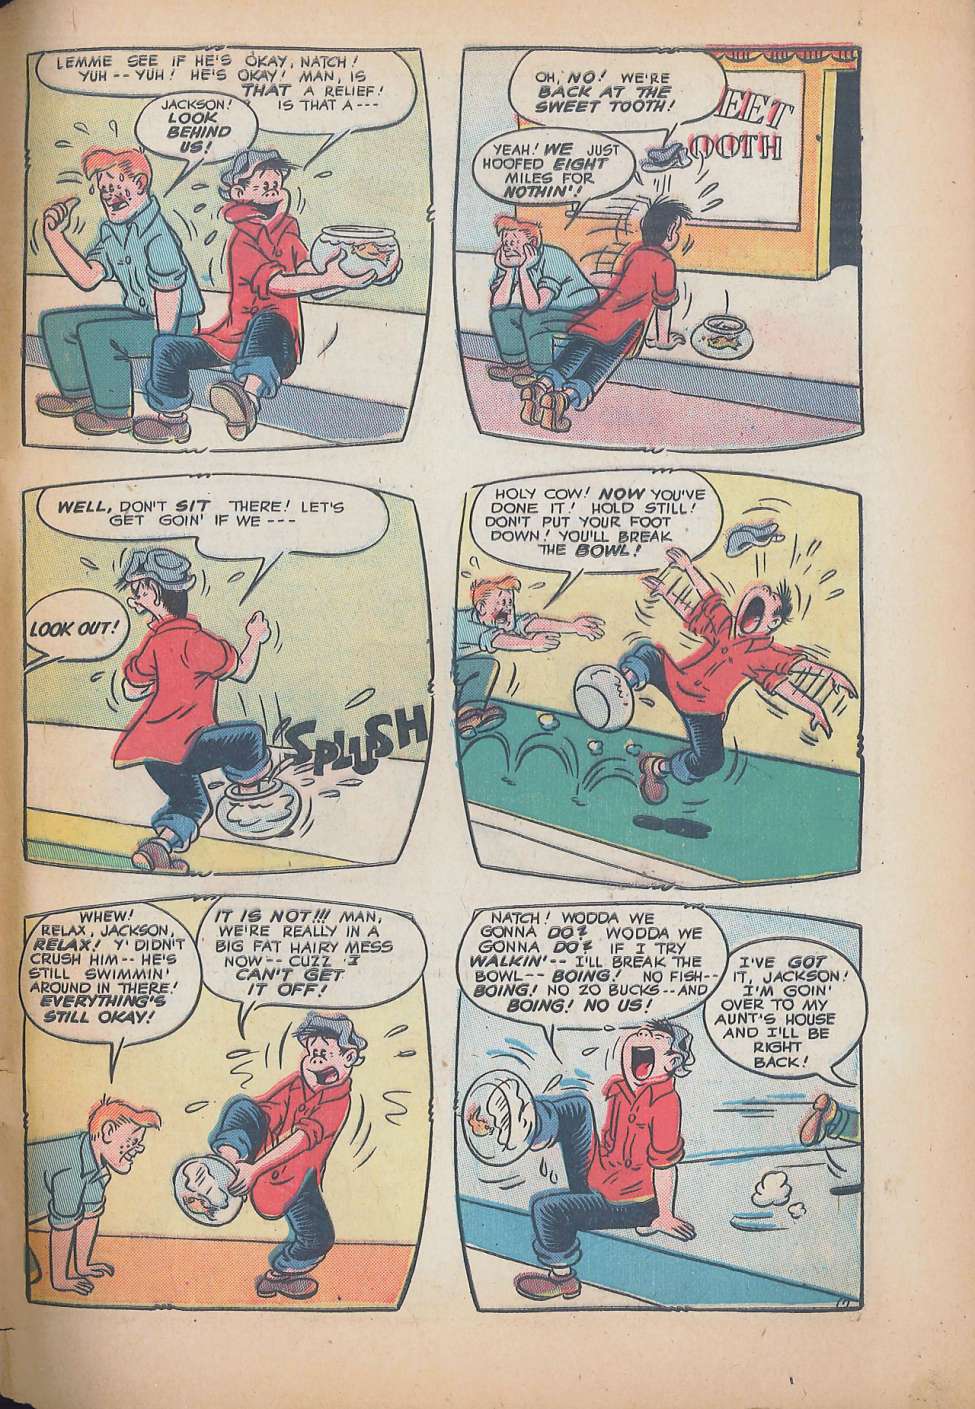 LEMME SEE IF HE'S OKAY, NATCH!
YUH -- YUH! HE'S OKAY! MAN, IS
THAT A RELIEF!
IS THAT A ---
JACKSON!
LOOK
BEHIND
US!
OH, NO! WE'RE
BACK AT THE
SWEET TOOTH!
YEAH! WE JUST
HOOFED EIGHT
MILES FOR
NOTHIN'!
EET
OOTH
WELL, DON'T SIT THERE! LET'S
GET GOIN' IF WE ---
LOOK OUT!
SPLUSH
HOLY COW! NOW YOU'VE
DONE IT! HOLD STILL!
DON'T PUT YOUR FOOT
DOWN! YOU'LL BREAK
THE BOWL!
WHEW!
RELAX, JACKSON,
RELAX! Y' DIDN'T
CRUSH HIM -- HE'S
STILL SWIMMIN'
AROUND IN THERE!
EVERYTHING'S
STILL OKAY!
IT IS NOT!!! MAN,
WE'RE REALLY IN A
BIG FAT HAIRY MESS
NOW -- CUZZ I
CAN'T GET
IT OFF!
NATCH! WODDA WE
GONNA DO? WODDA WE
GONNA DO? IF I TRY
WALKIN' -- I'LL BREAK THE
BOWL -- BOING! NO FISH --
BOING! NO 20 BUCKS -- AND
BOING! NO US!
I'VE GOT
IT, JACKSON!
I'M GOIN'
OVER TO MY
AUNT'S HOUSE
AND I'LL BE
RIGHT
BACK!